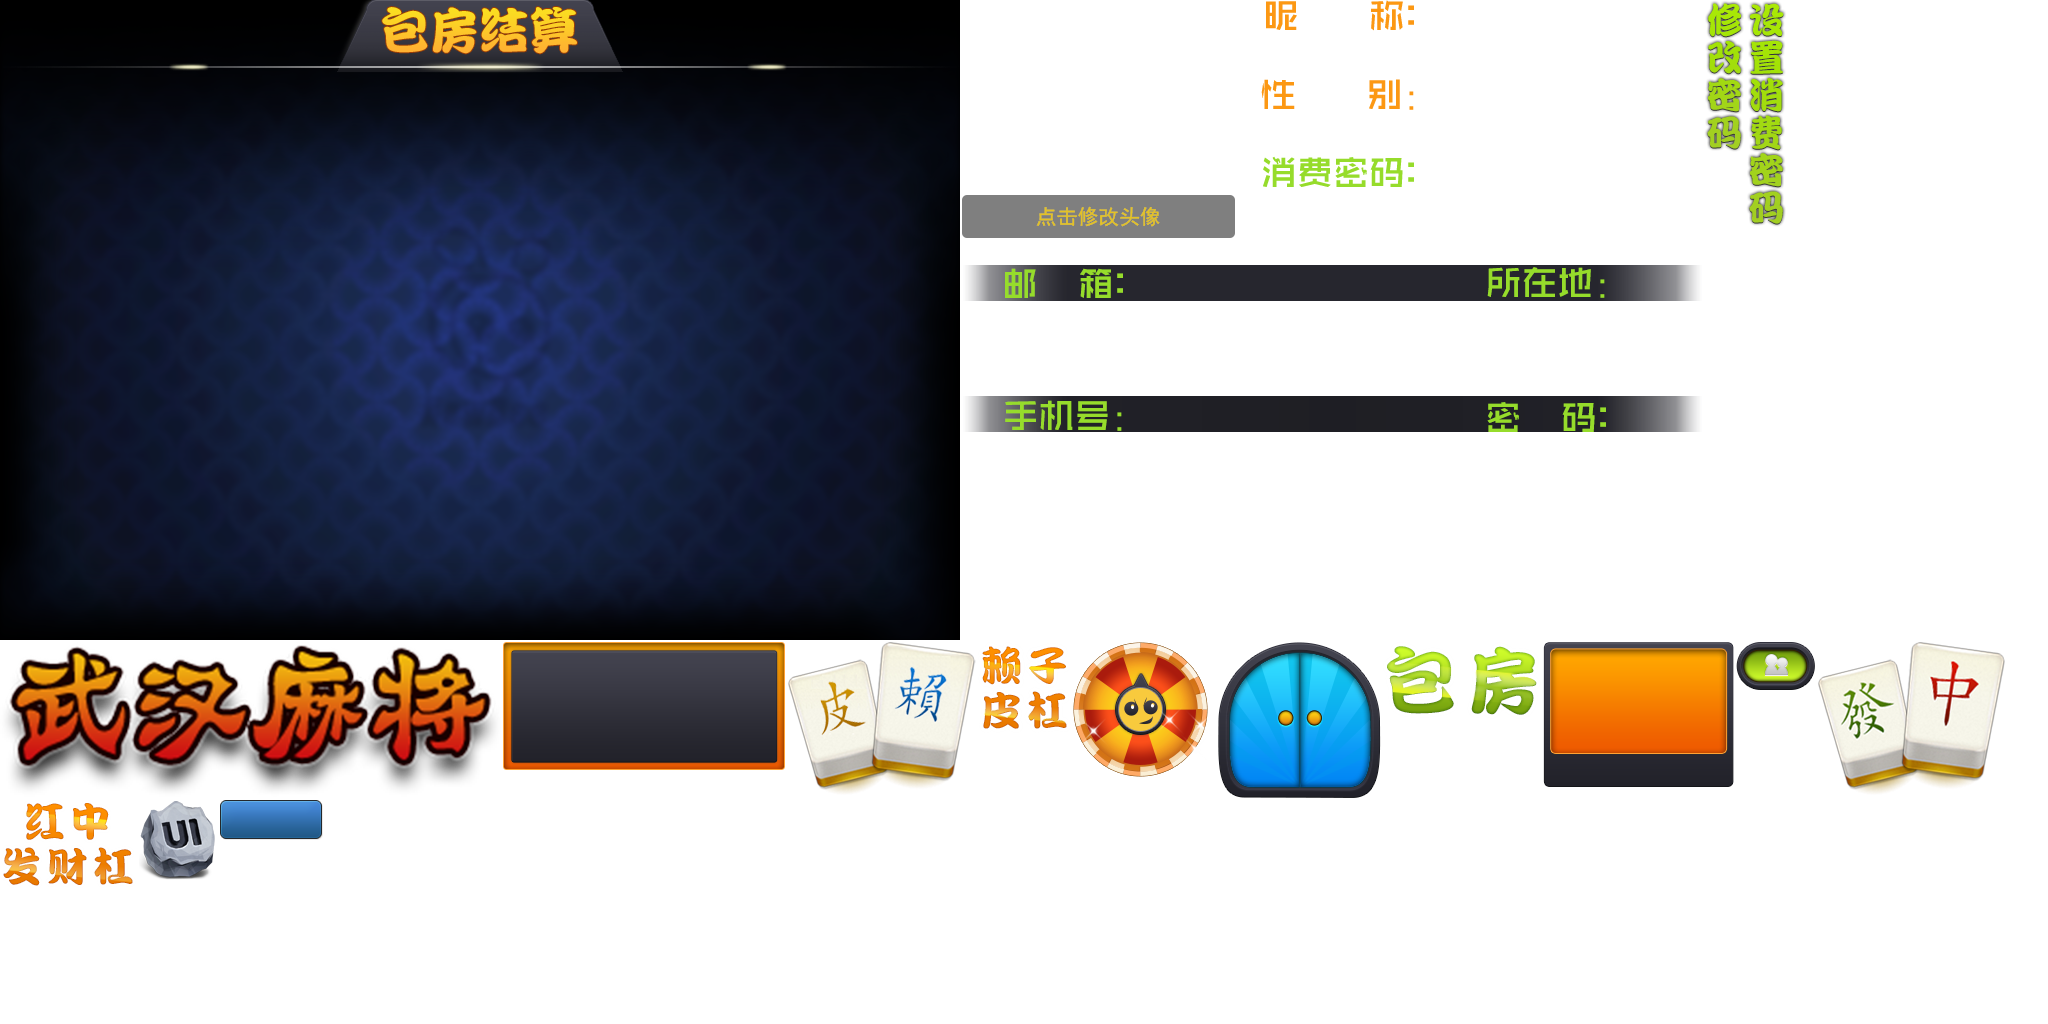 包房结算
昵 称:
性 别:
消费密码:
点击修改头像
修改密码
设置消费密码
邮 箱:
所在地:
手机号:
密 码:
武汉麻将
皮
賴
赖子
皮杠
包房
發
中
红中
发财杠
UI